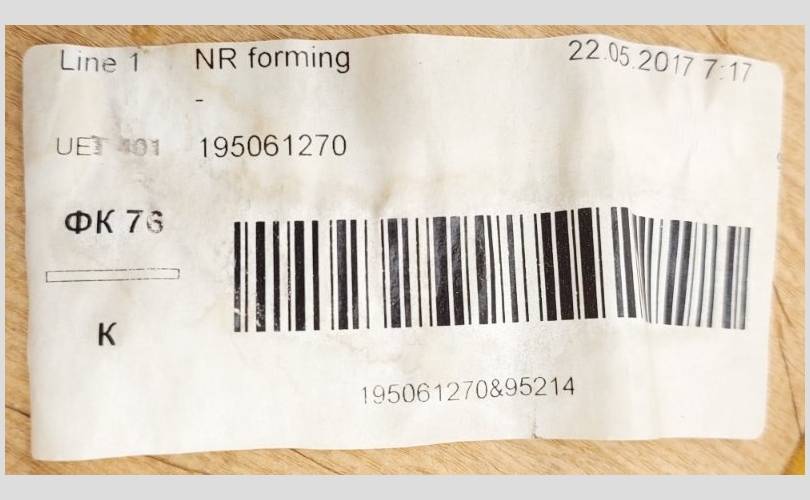 Line 1 NR forming 22.05.2017 7:17
-
UET 401 195061270
ФК 76
К
195061270&95214